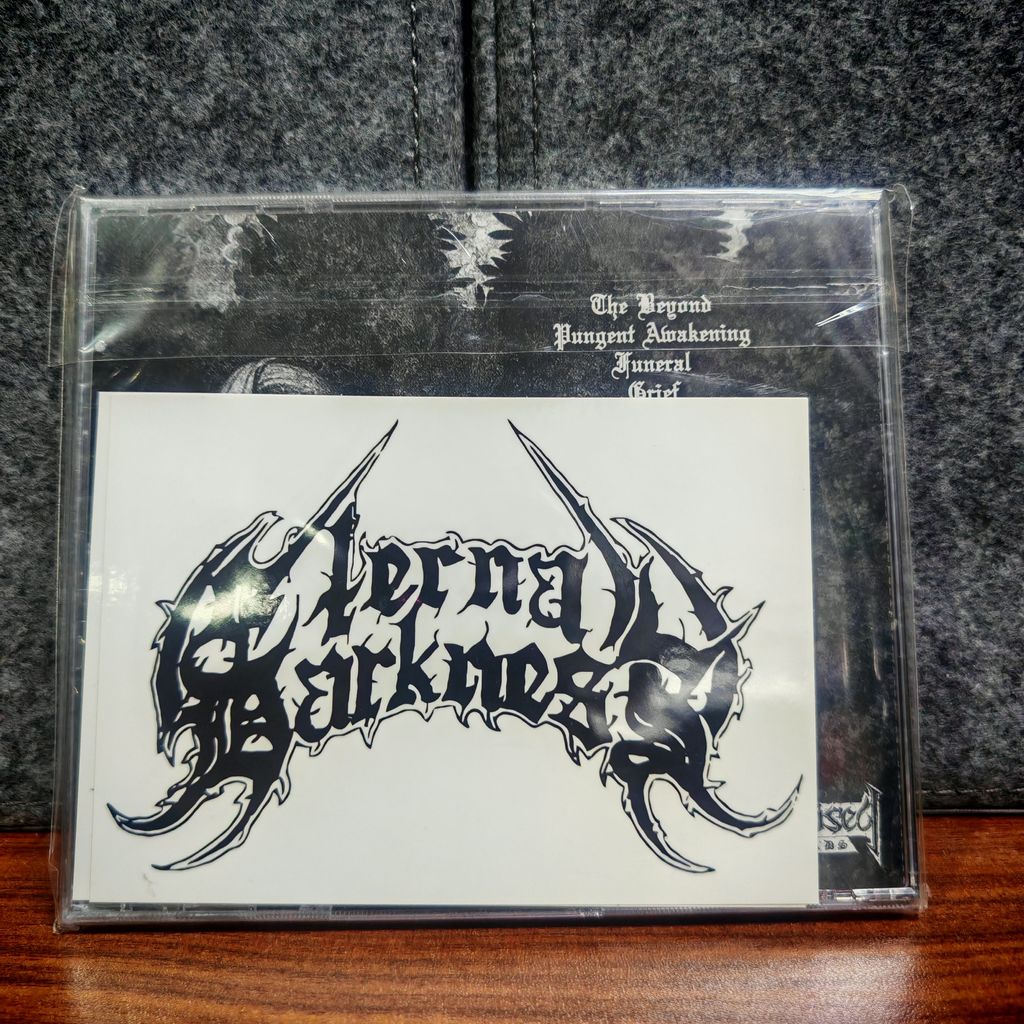 The Beyond
Pungent Awakening
Funeral
Grief
Eternal
Darkness